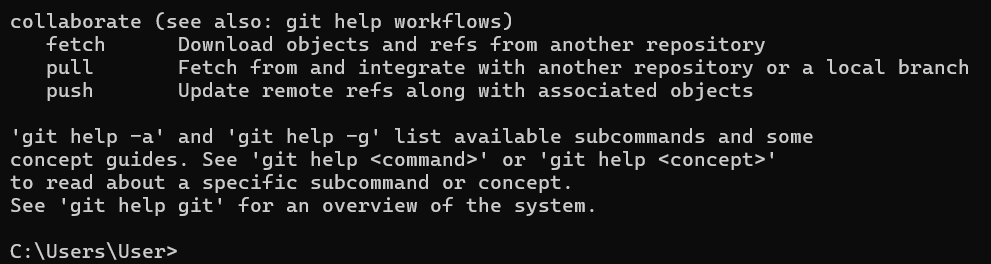 collaborate (see also: git help workflows)
   fetch      Download objects and refs from another repository
   pull       Fetch from and integrate with another repository or a local branch
   push       Update remote refs along with associated objects

'git help -a' and 'git help -g' list available subcommands and some
concept guides. See 'git help <command>' or 'git help <concept>'
to read about a specific subcommand or concept.
See 'git help git' for an overview of the system.

C:\Users\User>